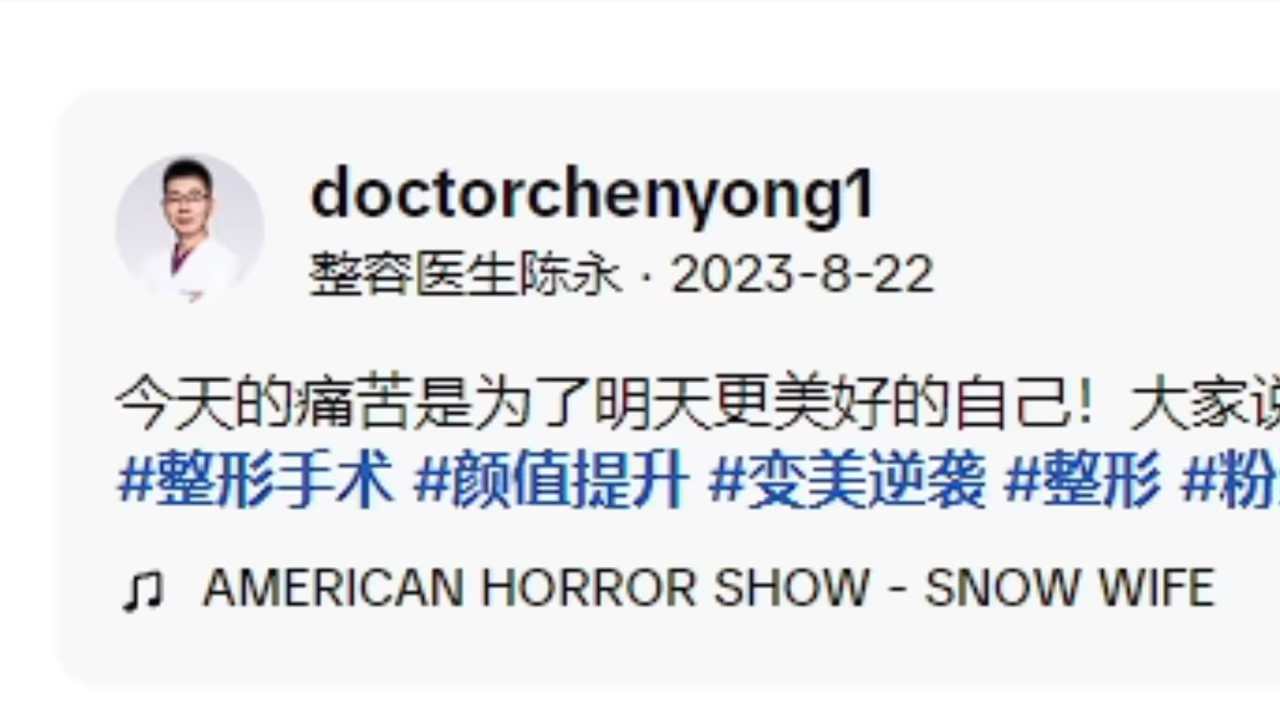 doctorchenyong1
整容医生陈永 · 2023-8-22
今天的痛苦是为了明天更美好的自己！大家说
#整形手术 #颜值提升 #变美逆袭 #整形 #粉
AMERICAN HORROR SHOW - SNOW WIFE